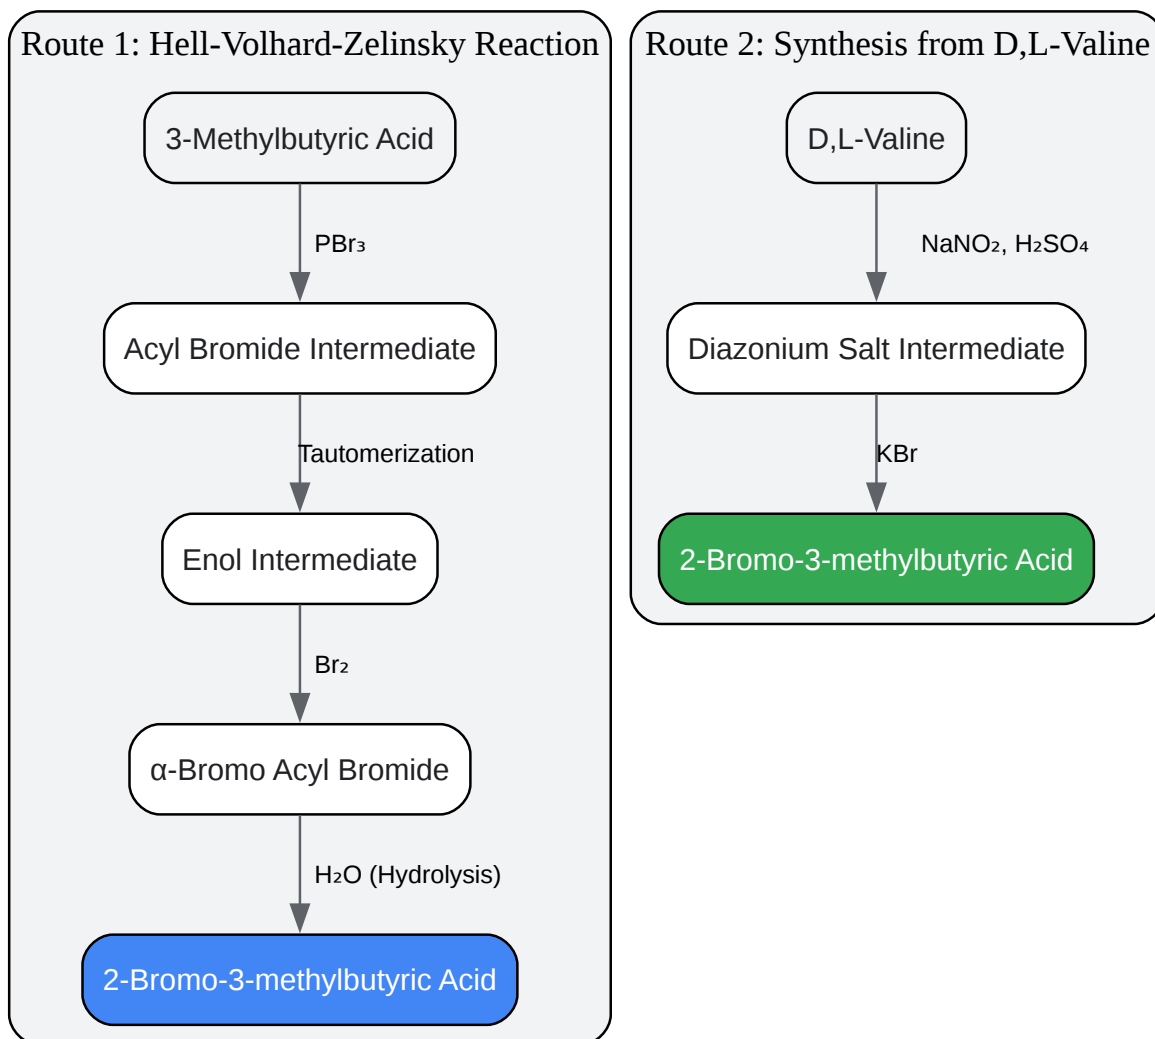 Route 1: Hell-Volhard-Zelinsky Reaction
3-Methylbutyric Acid
PBr₃
Acyl Bromide Intermediate
Tautomerization
Enol Intermediate
Br₂
α-Bromo Acyl Bromide
H₂O (Hydrolysis)
2-Bromo-3-methylbutyric Acid
Route 2: Synthesis from D,L-Valine
D,L-Valine
NaNO₂, H₂SO₄
Diazonium Salt Intermediate
KBr
2-Bromo-3-methylbutyric Acid